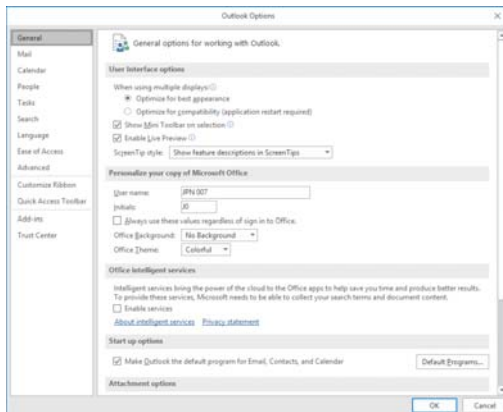 Outlook Options
General
Mail
Calendar
People
Tasks
Search
Language
Ease of Access
Advanced
Customize Ribbon
Quick Access Toolbar
Add-ins
Trust Center
General options for working with Outlook.
User Interface options
When using multiple displays:
Optimize for best appearance
Optimize for compatibility (application restart required)
Show Mini Toolbar on selection
Enable Live Preview
ScreenTip style: Show feature descriptions in ScreenTips
Personalize your copy of Microsoft Office
User name: JPN 007
Initials: J0
Always use these values regardless of sign in to Office.
Office Background: No Background
Office Theme: Colorful
Office intelligent services
Intelligent services bring the power of the cloud to the Office apps to help save you time and produce better results.
To provide these services, Microsoft needs to be able to collect your search terms and document content.
Enable services
About intelligent services Privacy statement
Start up options
Make Outlook the default program for Email, Contacts, and Calendar Default Programs...
Attachment options
OK Cancel